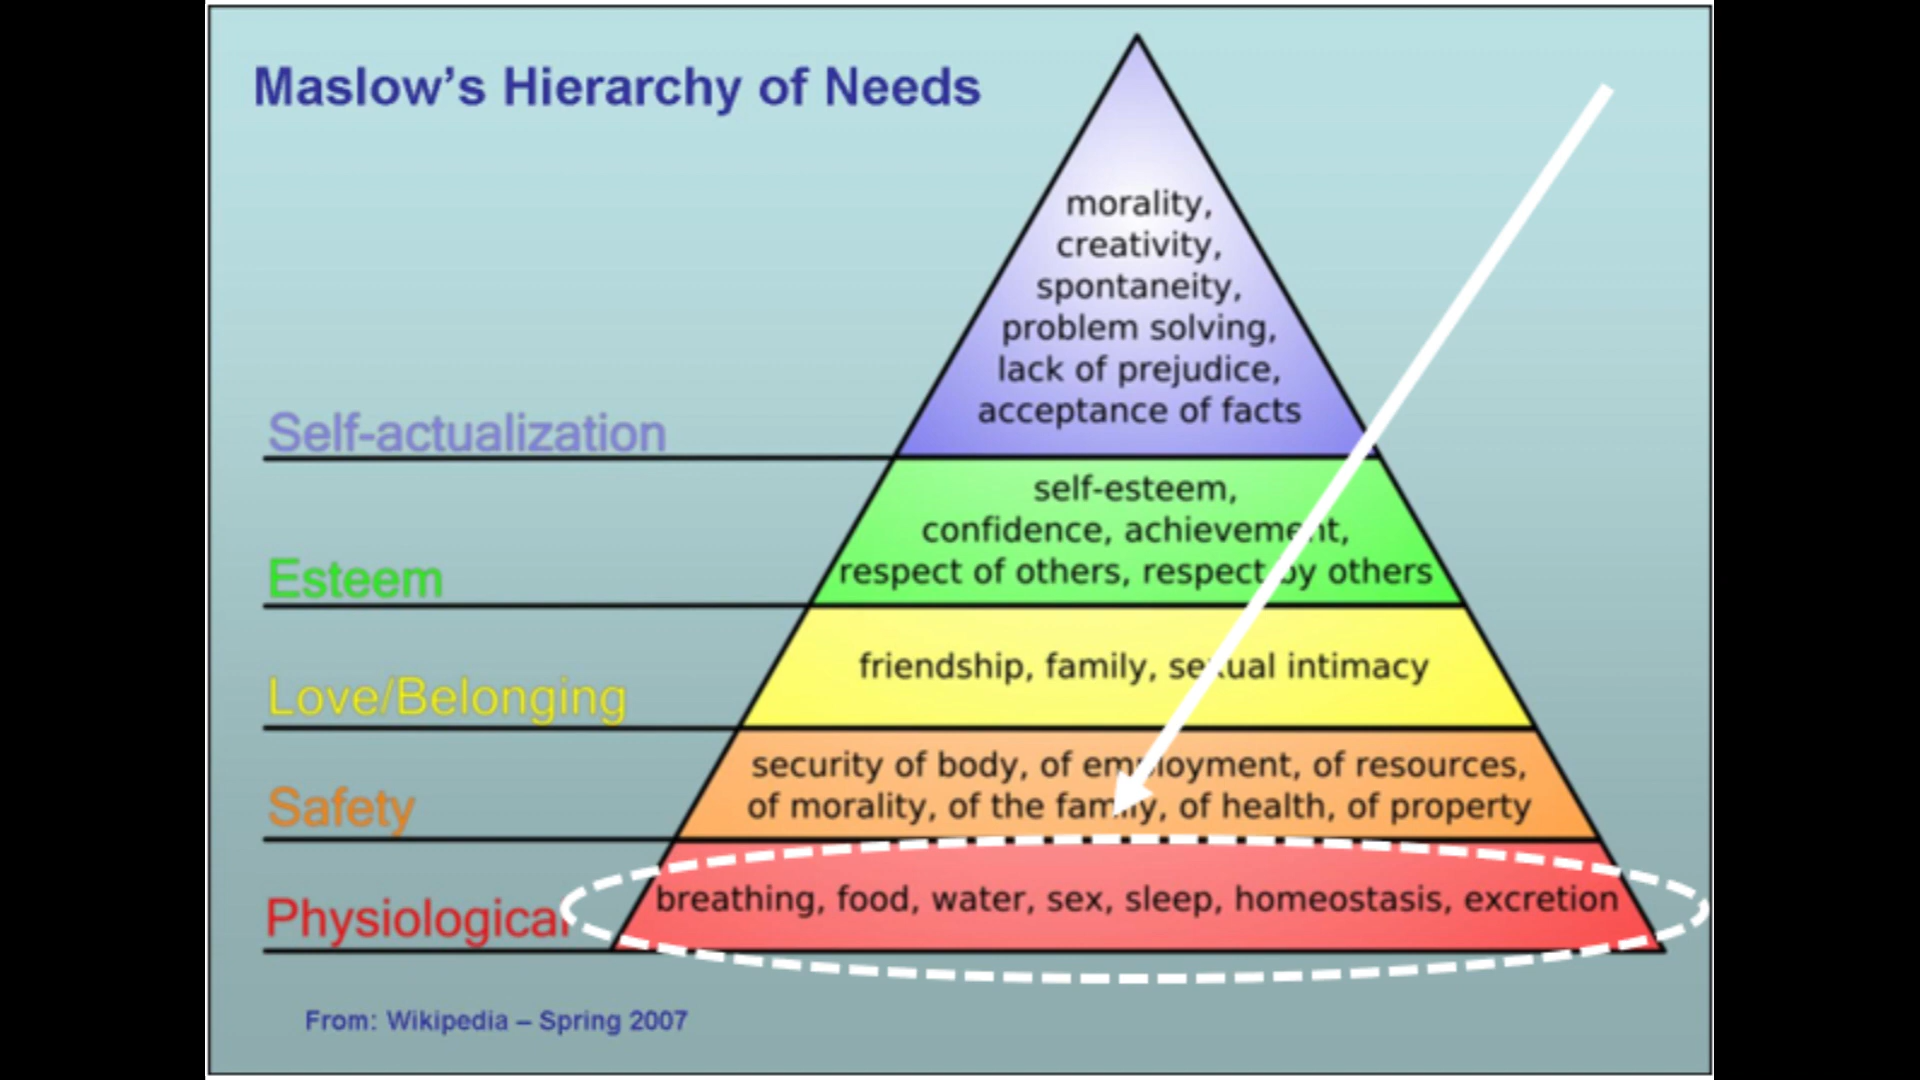 Maslow's Hierarchy of Needs
morality,
creativity,
spontaneity,
problem solving,
lack of prejudice,
acceptance of facts
Self-actualization
self-esteem,
confidence, achievement,
respect of others, respect by others
Esteem
friendship, family, sexual intimacy
Love/Belonging
security of body, of employment, of resources,
of morality, of the family, of health, of property
Safety
breathing, food, water, sex, sleep, homeostasis, excretion
Physiological
From: Wikipedia – Spring 2007